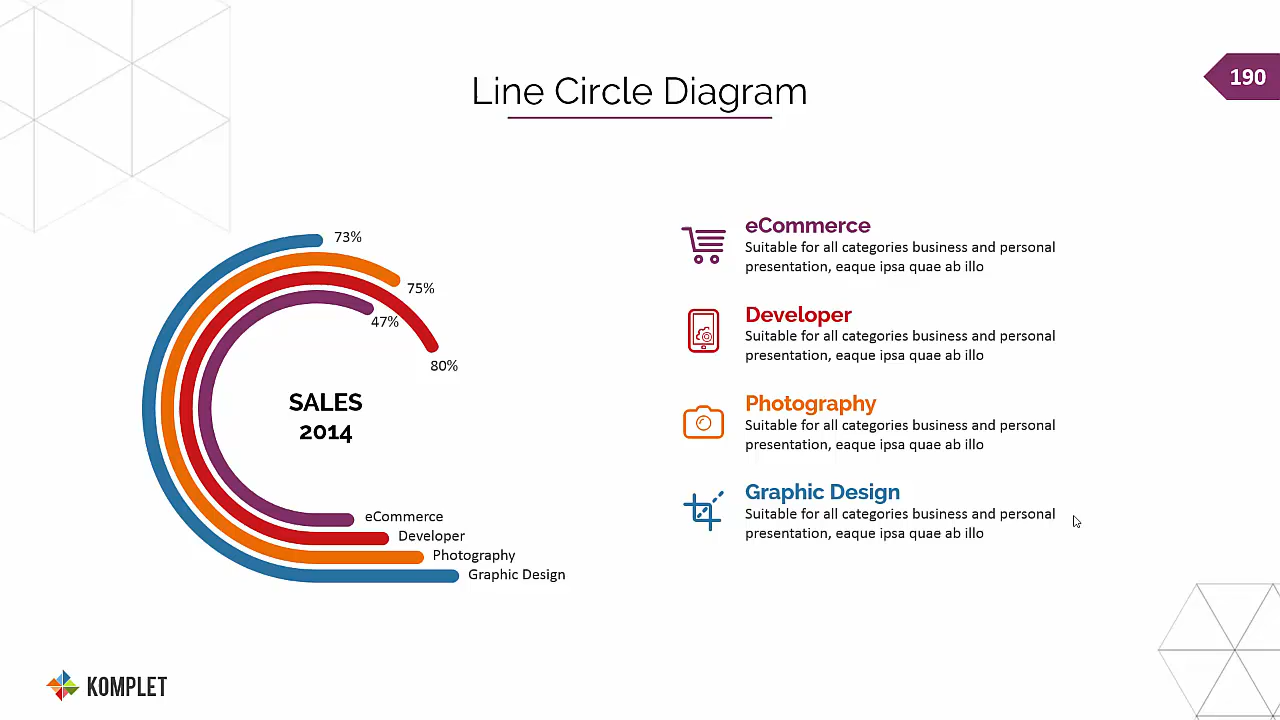 Line Circle Diagram
190
73%
75%
47%
80%
SALES
2014
eCommerce
Developer
Photography
Graphic Design
eCommerce
Suitable for all categories business and personal
presentation, eaque ipsa quae ab illo
Developer
Suitable for all categories business and personal
presentation, eaque ipsa quae ab illo
Photography
Suitable for all categories business and personal
presentation, eaque ipsa quae ab illo
Graphic Design
Suitable for all categories business and personal
presentation, eaque ipsa quae ab illo
KOMPLET